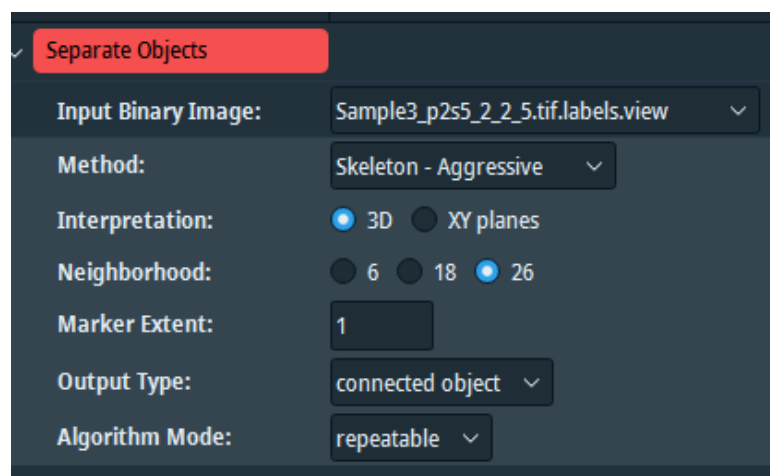 Separate Objects
Input Binary Image: Sample3_p2s5_2_2_5.tif.labels.view
Method: Skeleton - Aggressive
Interpretation: 3D XY planes
Neighborhood: 6 18 26
Marker Extent: 1
Output Type: connected object
Algorithm Mode: repeatable